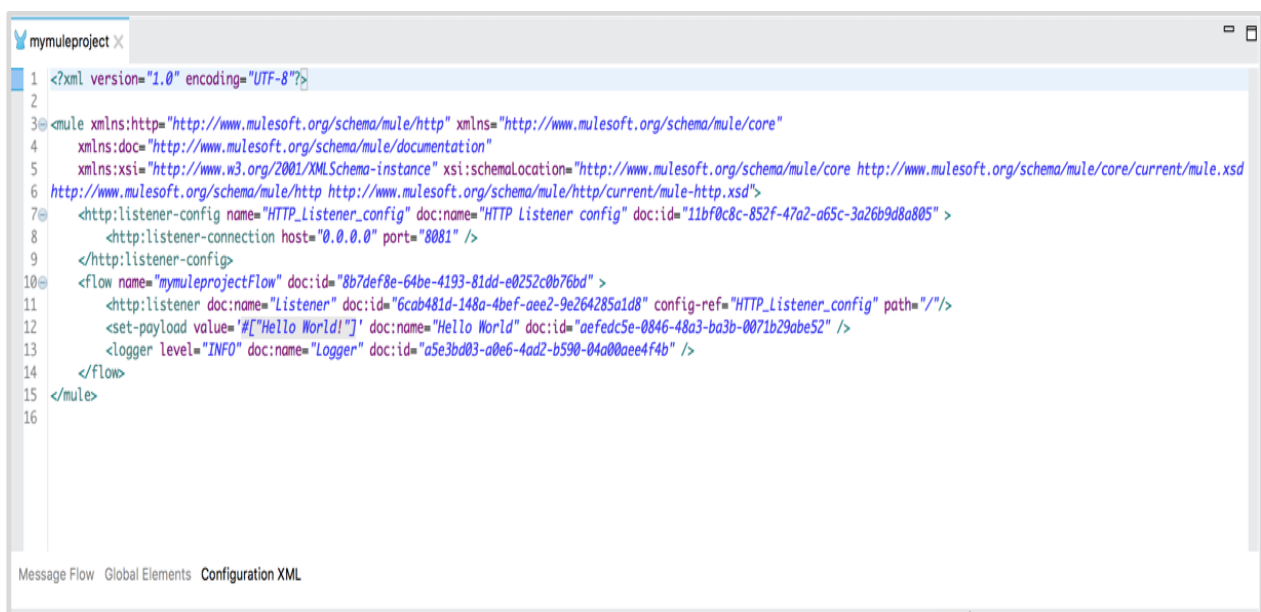 mymuleproject
1 <?xml version="1.0" encoding="UTF-8"?>
2
3 <mule xmlns:http="http://www.mulesoft.org/schema/mule/http" xmlns="http://www.mulesoft.org/schema/mule/core"
4 xmlns:doc="http://www.mulesoft.org/schema/mule/documentation"
5 xmlns:xsi="http://www.w3.org/2001/XMLSchema-instance" xsi:schemaLocation="http://www.mulesoft.org/schema/mule/core http://www.mulesoft.org/schema/mule/core/current/mule.xsd
6 http://www.mulesoft.org/schema/mule/http http://www.mulesoft.org/schema/mule/http/current/mule-http.xsd">
7 <http:listener-config name="HTTP_Listener_config" doc:name="HTTP Listener config" doc:id="11bf0c8c-852f-47a2-a65c-3a26b9d8a805" >
8 <http:listener-connection host="0.0.0.0" port="8081" />
9 </http:listener-config>
10 <flow name="mymuleprojectFlow" doc:id="8b7def8e-64be-4193-81dd-e0252c0b76bd" >
11 <http:listener doc:name="Listener" doc:id="6cab481d-148a-4bef-aee2-9e264285a1d8" config-ref="HTTP_Listener_config" path="/"/>
12 <set-payload value='#["Hello World!"]' doc:name="Hello World" doc:id="aefedc5e-0846-48a3-ba3b-0071b29abe52" />
13 <logger level="INFO" doc:name="Logger" doc:id="a5e3bd03-a0e6-4ad2-b590-04a00aee4f4b" />
14 </flow>
15 </mule>
16
Message Flow Global Elements Configuration XML